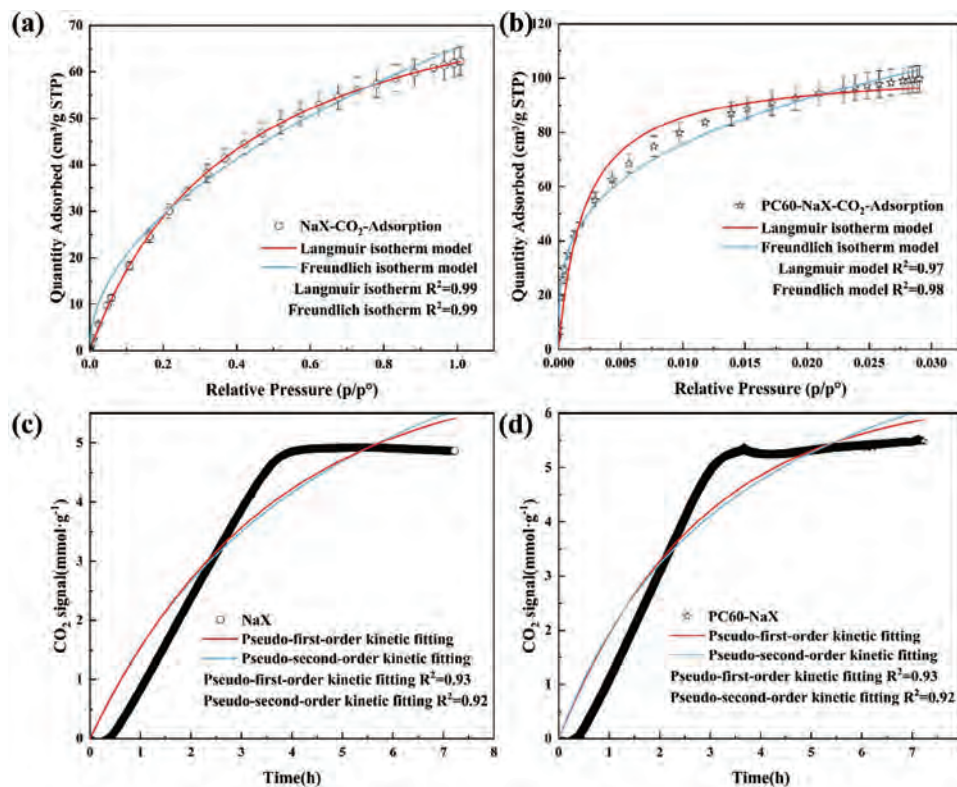 (a)
70
60
50
40
30
20
10
0
Quantity Adsorbed (cm³/g STP)
NaX-CO₂-Adsorption
Langmuir isotherm model
Freundlich isotherm model
Langmuir isotherm R²=0.99
Freundlich isotherm R²=0.99
0.0 0.2 0.4 0.6 0.8 1.0
Relative Pressure (p/p°)
(b)
120
100
80
60
40
20
0
Quantity Adsorbed (cm³/g STP)
PC60-NaX-CO₂-Adsorption
Langmuir isotherm model
Freundlich isotherm model
Langmuir model R²=0.97
Freundlich model R²=0.98
0.000 0.005 0.010 0.015 0.020 0.025 0.030
Relative Pressure (p/p°)
(c)
5
4
3
2
1
0
CO₂ signal(mmol·g⁻¹)
NaX
Pseudo-first-order kinetic fitting
Pseudo-second-order kinetic fitting
Pseudo-first-order kinetic fitting R²=0.93
Pseudo-second-order kinetic fitting R²=0.92
0 1 2 3 4 5 6 7 8
Time(h)
(d)
6
5
4
3
2
1
0
CO₂ signal(mmol·g⁻¹)
PC60-NaX
Pseudo-first-order kinetic fitting
Pseudo-second-order kinetic fitting
Pseudo-first-order kinetic fitting R²=0.93
Pseudo-second-order kinetic fitting R²=0.92
0 1 2 3 4 5 6 7
Time(h)